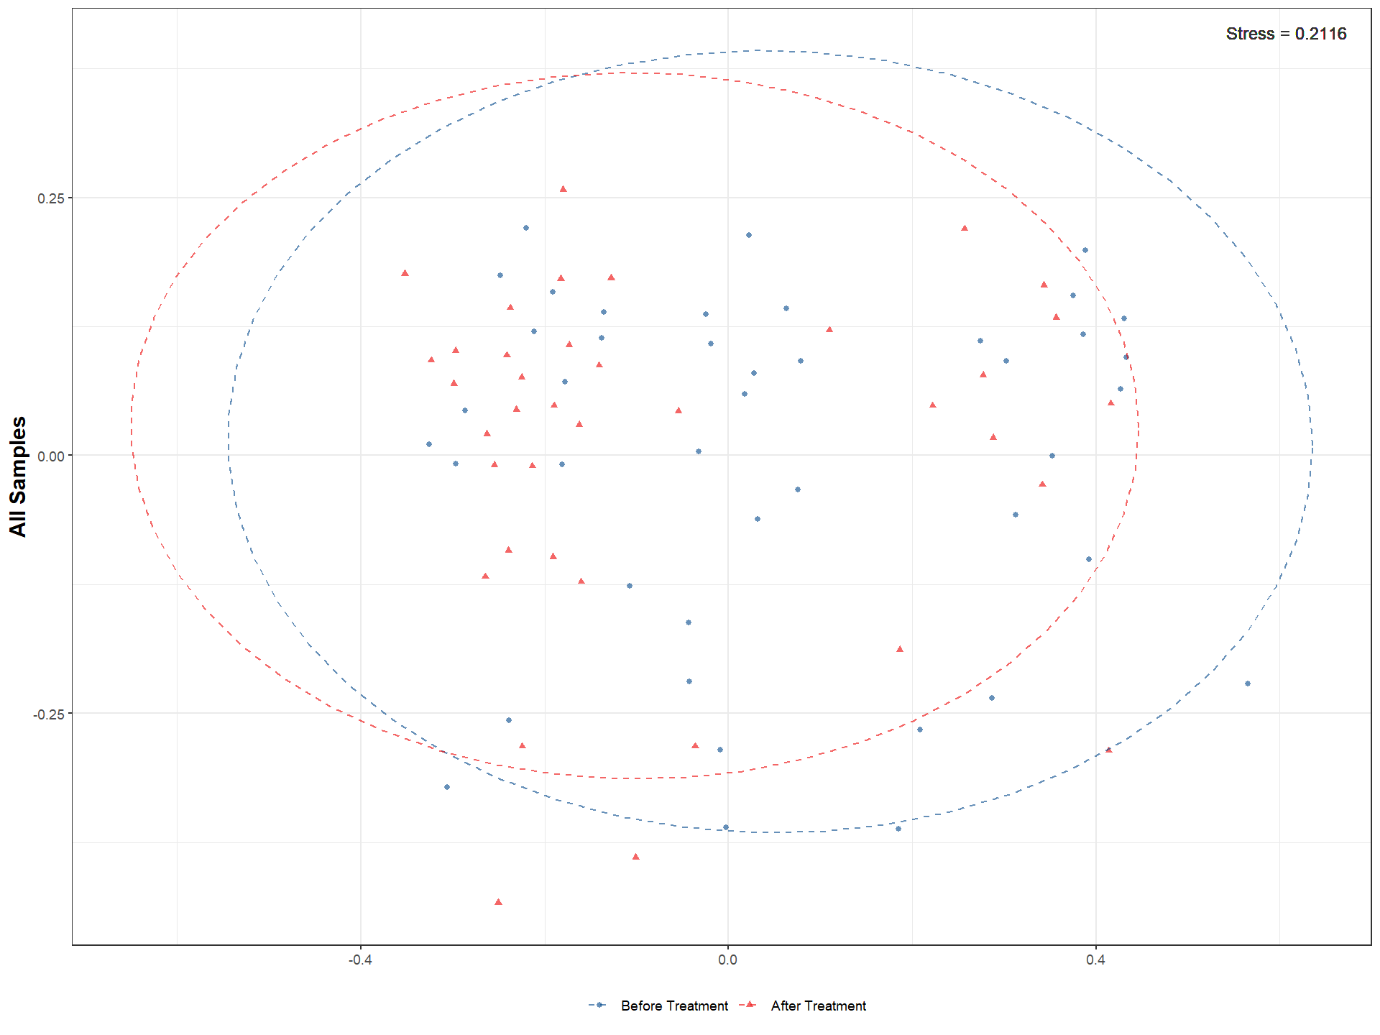 Stress = 0.2116
0.25
0.00
-0.25
All Samples
-0.4
0.0
0.4
Before Treatment
After Treatment